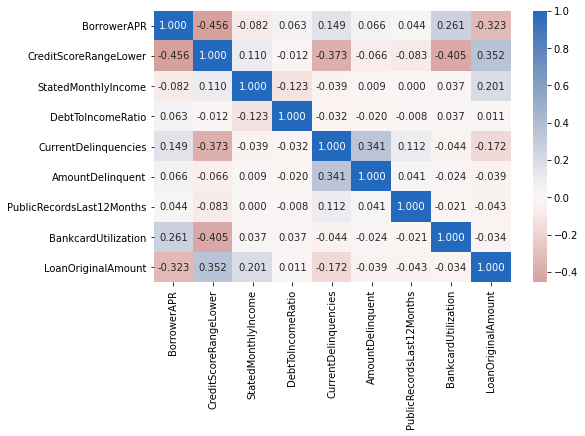 BorrowerAPR 1.000 -0.456 -0.082 0.063 0.149 0.066 0.044 0.261 -0.323
CreditScoreRangeLower -0.456 1.000 0.110 -0.012 -0.373 -0.066 -0.083 -0.405 0.352
StatedMonthlyIncome -0.082 0.110 1.000 -0.123 -0.039 0.009 0.000 0.037 0.201
DebtToIncomeRatio 0.063 -0.012 -0.123 1.000 -0.032 -0.020 -0.008 0.037 0.011
CurrentDelinquencies 0.149 -0.373 -0.039 -0.032 1.000 0.341 0.112 -0.044 -0.172
AmountDelinquent 0.066 -0.066 0.009 -0.020 0.341 1.000 0.041 -0.024 -0.039
PublicRecordsLast12Months 0.044 -0.083 0.000 -0.008 0.112 0.041 1.000 -0.021 -0.043
BankcardUtilization 0.261 -0.405 0.037 0.037 -0.044 -0.024 -0.021 1.000 -0.034
LoanOriginalAmount -0.323 0.352 0.201 0.011 -0.172 -0.039 -0.043 -0.034 1.000
BorrowerAPR
CreditScoreRangeLower
StatedMonthlyIncome
DebtToIncomeRatio
CurrentDelinquencies
AmountDelinquent
PublicRecordsLast12Months
BankcardUtilization
LoanOriginalAmount
1.0
0.8
0.6
0.4
0.2
0.0
-0.2
-0.4